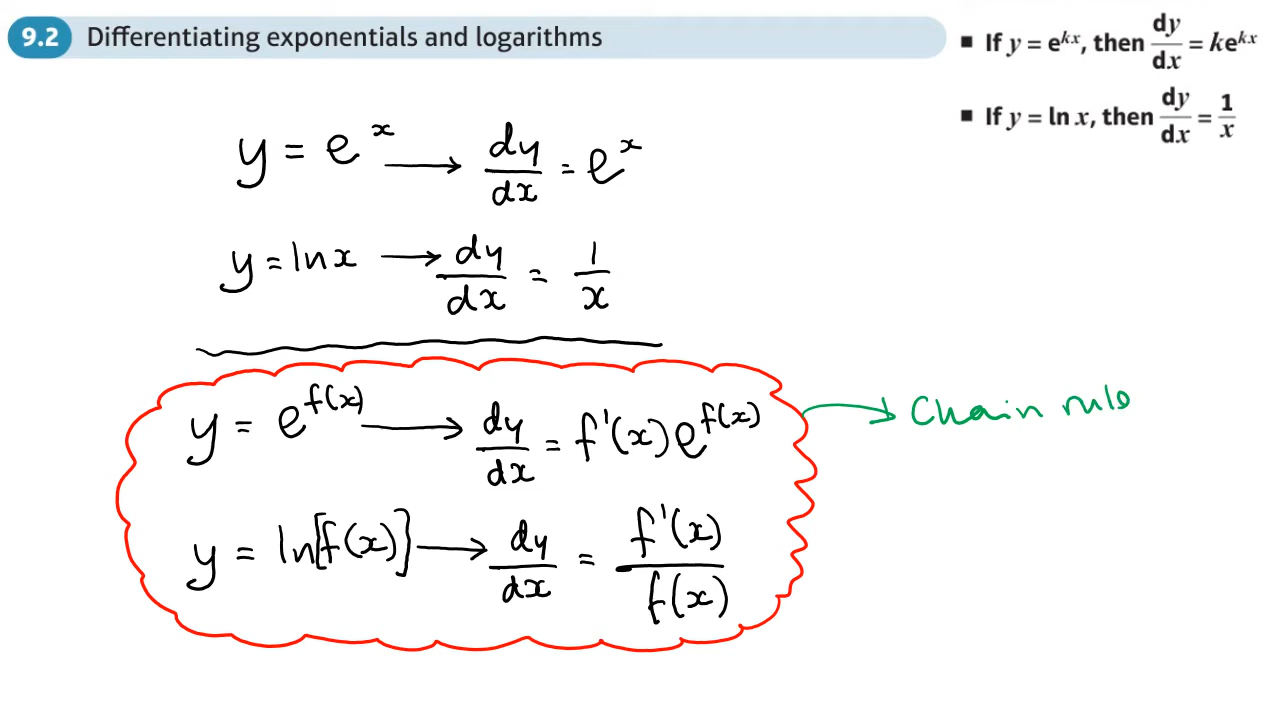 9.2 Differentiating exponentials and logarithms
■ If y = e^{kx}, then dy/dx = ke^{kx}
■ If y = ln x, then dy/dx = 1/x
y = e^x → dy/dx = e^x
y = ln x → dy/dx = 1/x
y = e^{f(x)} → dy/dx = f'(x)e^{f(x)}
Chain rule
y = ln[f(x)] → dy/dx = f'(x)/f(x)